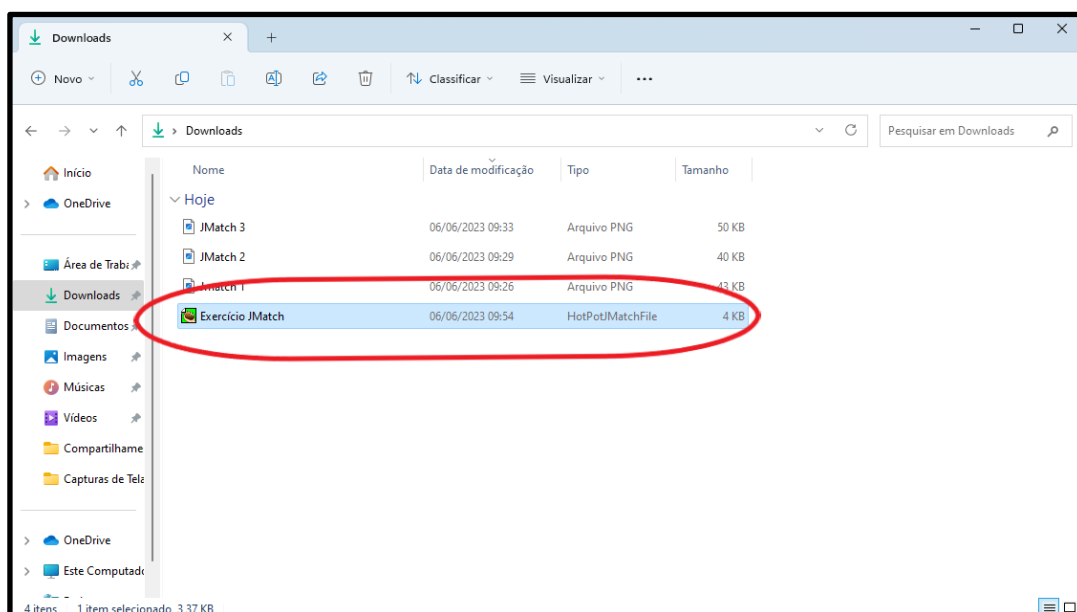 Downloads
Novo
Classificar
Visualizar
Downloads
Pesquisar em Downloads
Início
OneDrive
Área de Traba
Downloads
Documentos
Imagens
Músicas
Vídeos
Compartilhame
Capturas de Tela
OneDrive
Este Computado
Nome Data de modificação Tipo Tamanho
Hoje
JMatch 3 06/06/2023 09:33 Arquivo PNG 50 KB
JMatch 2 06/06/2023 09:29 Arquivo PNG 40 KB
Jmatch 1 06/06/2023 09:26 Arquivo PNG 43 KB
Exercício JMatch 06/06/2023 09:54 HotPotJMatchFile 4 KB
4 itens 1 item selecionado 3,37 KB